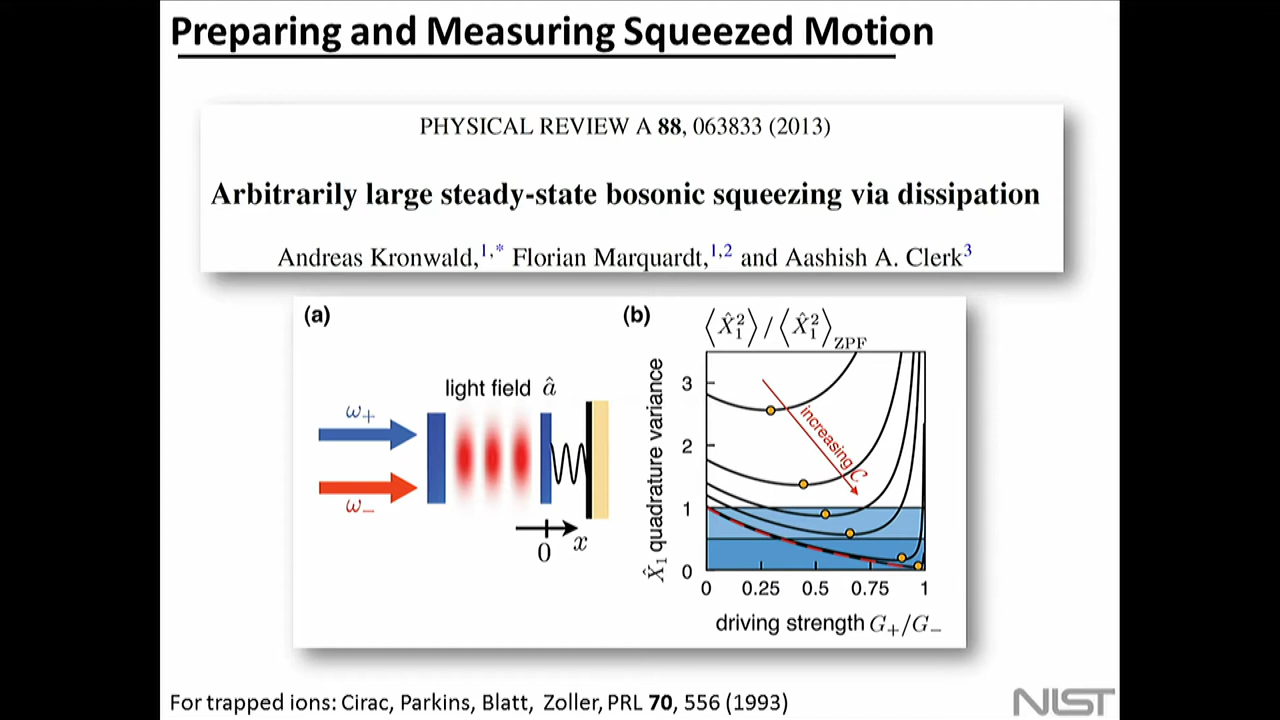 Preparing and Measuring Squeezed Motion
PHYSICAL REVIEW A 88, 063833 (2013)
Arbitrarily large steady-state bosonic squeezing via dissipation
Andreas Kronwald,1,* Florian Marquardt,1,2 and Aashish A. Clerk3
(a)
light field â
ω+
ω−
0
x
(b)
⟨X̂₁²⟩/⟨X̂₁²⟩ZPF
X̂₁ quadrature variance
3
2
1
0
increasing C
0 0.25 0.5 0.75 1
driving strength G+/G−
For trapped ions: Cirac, Parkins, Blatt, Zoller, PRL 70, 556 (1993)
NIST